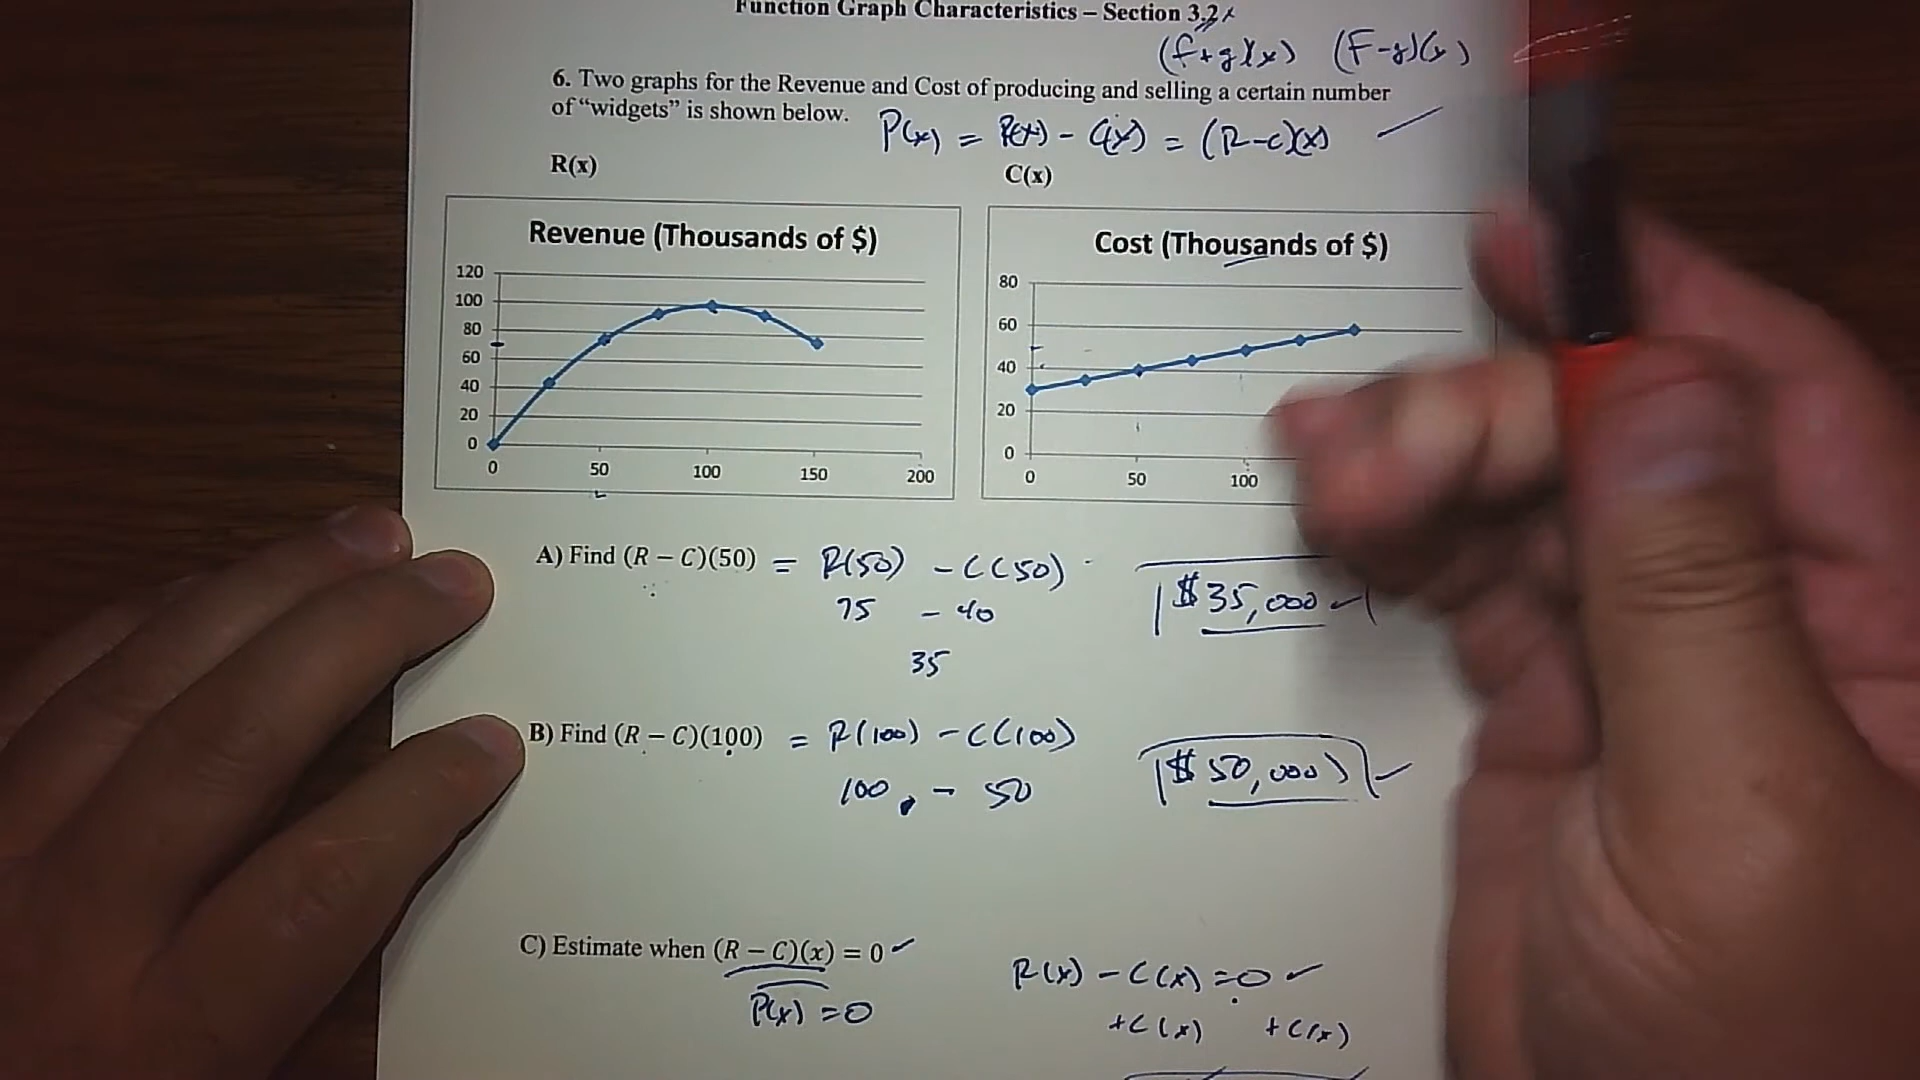 Function Graph Characteristics – Section 3.2
(f+g)(x) (F-g)(x)
6. Two graphs for the Revenue and Cost of producing and selling a certain number
of “widgets” is shown below.
P(x) = R(x) - C(x) = (R-C)(x)
R(x)
C(x)
Revenue (Thousands of $)
120
100
80
60
40
20
0
0 50 100 150 200
Cost (Thousands of $)
80
60
40
20
0
0 50 100
A) Find (R – C)(50) = R(50) - C(50)
75 - 40
35
$35,000
B) Find (R – C)(100) = R(100) - C(100)
100 - 50
$50,000
C) Estimate when (R – C)(x) = 0
P(x) = 0
R(x) - C(x) = 0
+C(x) +C(x)